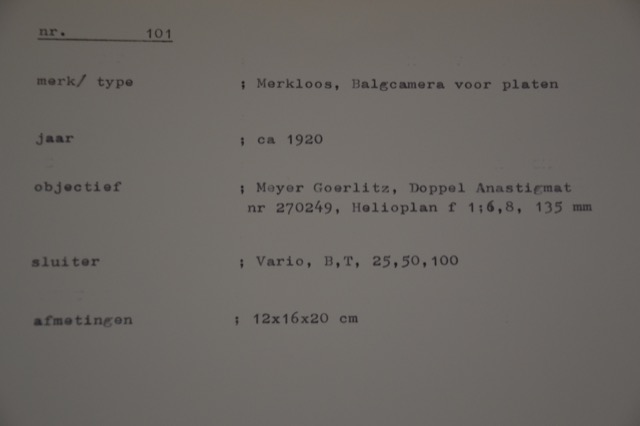 nr. 101
merk/ type ; Merkloos, Balgcamera voor platen
jaar ; ca 1920
objectief ; Meyer Goerlitz, Doppel Anastigmat
nr 270249, Helioplan f 1:6,8, 135 mm
sluiter ; Vario, B,T, 25,50,100
afmetingen ; 12x16x20 cm